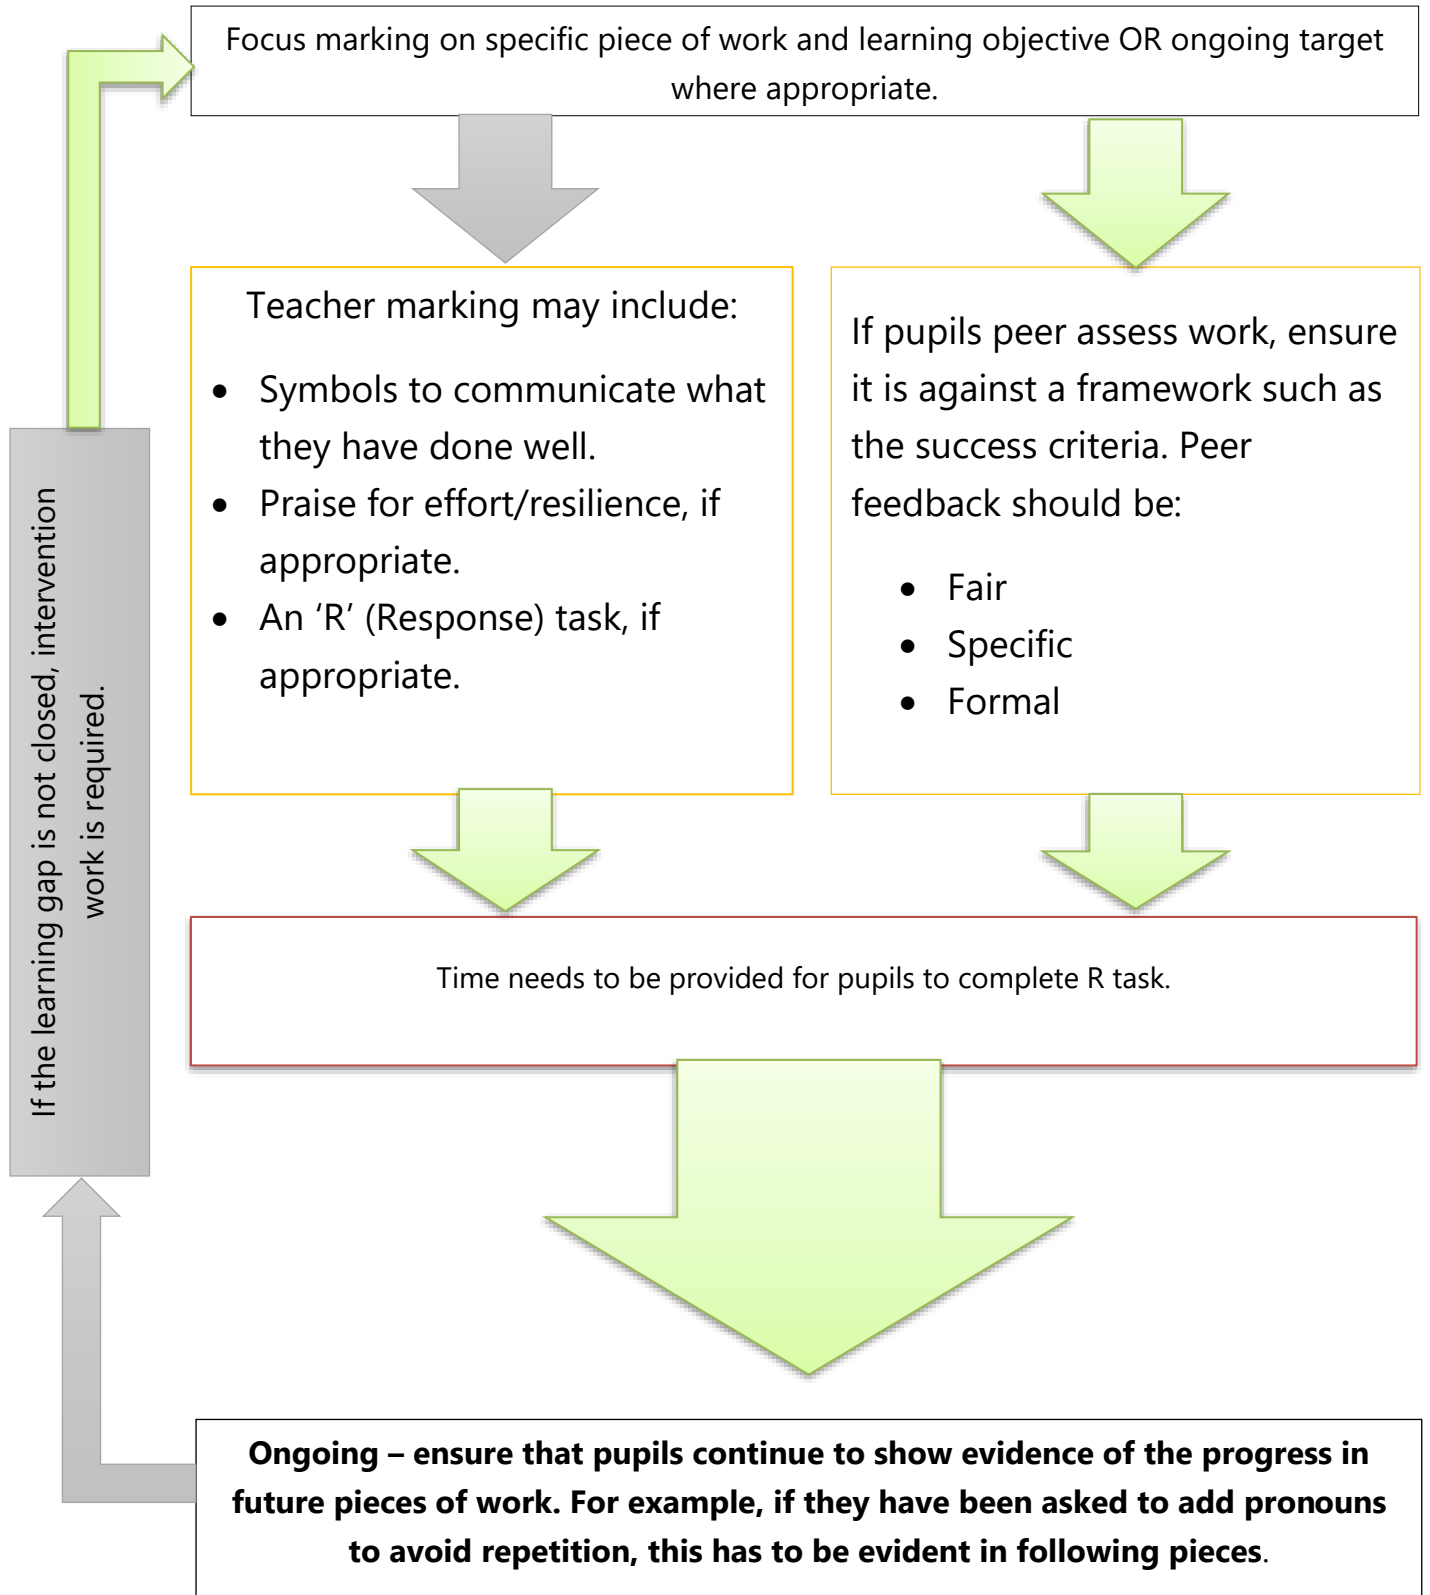 Focus marking on specific piece of work and learning objective OR ongoing target
where appropriate.
Teacher marking may include:
• Symbols to communicate what
they have done well.
• Praise for effort/resilience, if
appropriate.
• An ‘R’ (Response) task, if
appropriate.
If pupils peer assess work, ensure
it is against a framework such as
the success criteria. Peer
feedback should be:
• Fair
• Specific
• Formal
Time needs to be provided for pupils to complete R task.
Ongoing – ensure that pupils continue to show evidence of the progress in
future pieces of work. For example, if they have been asked to add pronouns
to avoid repetition, this has to be evident in following pieces.
If the learning gap is not closed, intervention
work is required.